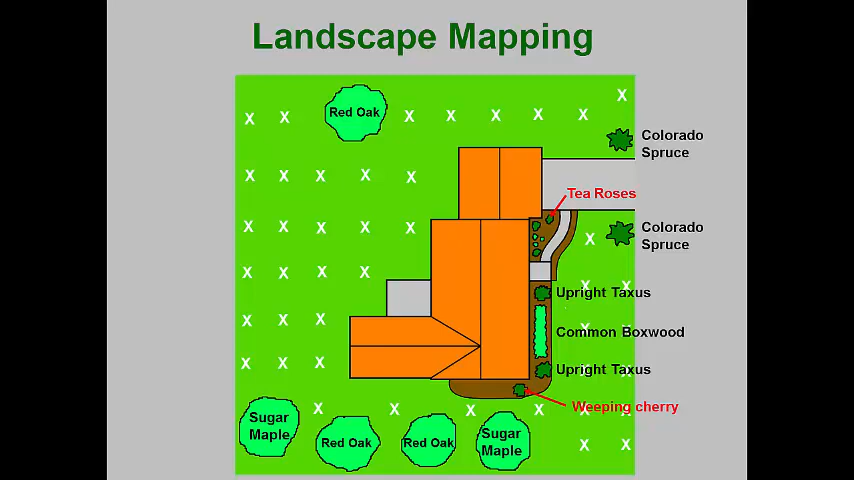 Landscape Mapping
X
Red Oak
X X X X X X X
Colorado
Spruce
X X X X X
Tea Roses
X X X X X X
Colorado
Spruce
X X X X X X
Upright Taxus
X X X X
Common Boxwood
X X X X X
Upright Taxus
X X X X X X X
Weeping cherry
Sugar
Maple
Red Oak
Red Oak
Sugar
Maple
X X